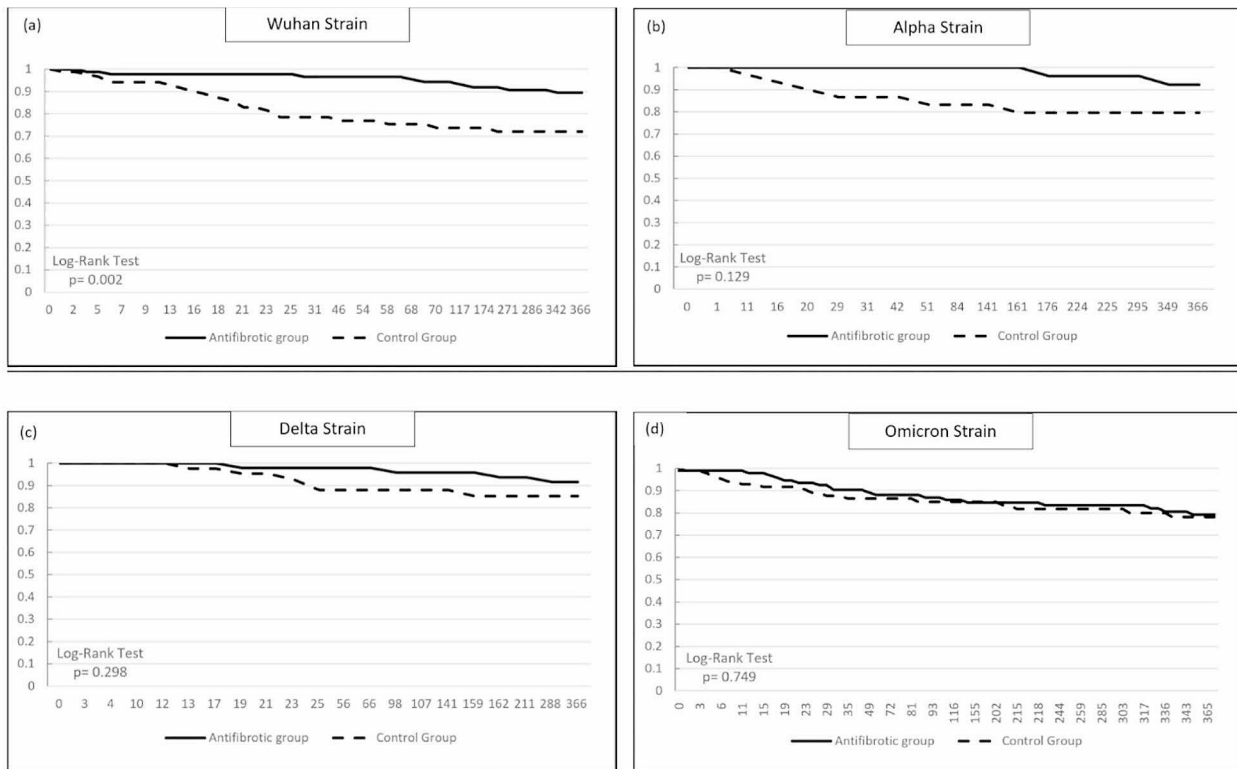 (a)
Wuhan Strain
1
0.9
0.8
0.7
0.6
0.5
0.4
0.3
0.2
0.1
0
Log-Rank Test
p= 0.002
0 2 5 7 9 13 16 18 21 23 25 31 46 54 58 68 70 117 174 271 286 342 366
Antifibrotic group Control Group
(b)
Alpha Strain
1
0.9
0.8
0.7
0.6
0.5
0.4
0.3
0.2
0.1
0
Log-Rank Test
p= 0.129
0 1 11 16 20 29 31 42 51 84 141 161 176 224 225 295 349 366
Antifibrotic group Control Group
(c)
Delta Strain
1
0.9
0.8
0.7
0.6
0.5
0.4
0.3
0.2
0.1
0
Log-Rank Test
p= 0.298
0 3 4 10 12 13 17 19 21 23 25 56 66 98 107 141 159 162 211 288 366
Antifibrotic group Control Group
(d)
Omicron Strain
1
0.9
0.8
0.7
0.6
0.5
0.4
0.3
0.2
0.1
0
Log-Rank Test
p= 0.749
0 3 6 11 15 19 23 29 35 49 72 81 93 116 155 202 215 218 244 259 285 303 317 336 343 365
Antifibrotic group Control Group